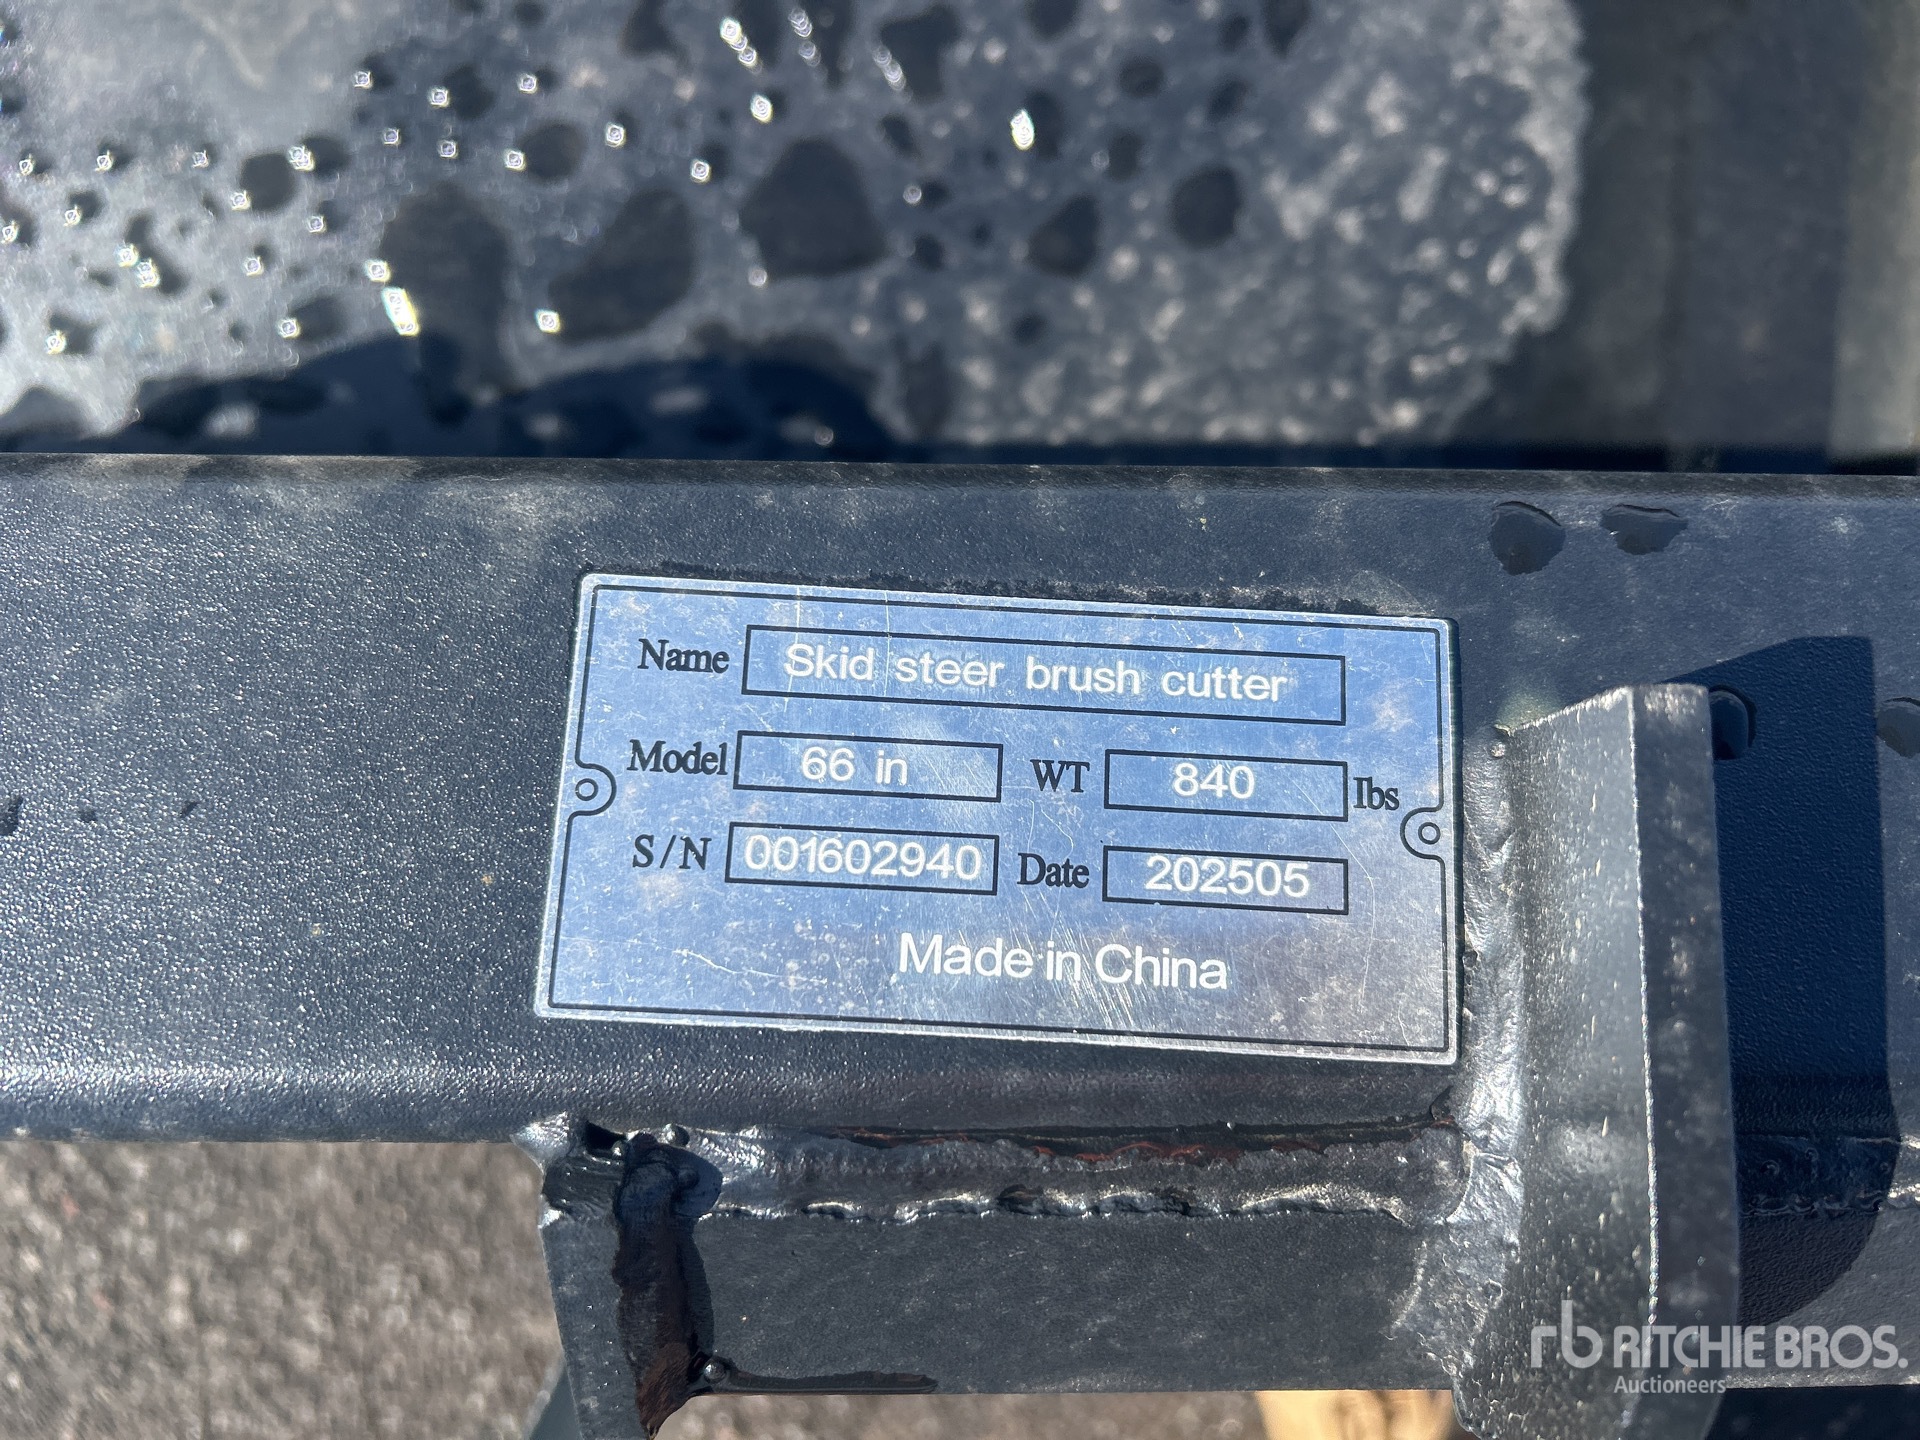 Name Skid steer brush cutter
Model 66 in WT 840 lbs
S/N 001602940 Date 202505
Made in China
rb RITCHIE BROS.
Auctioneers